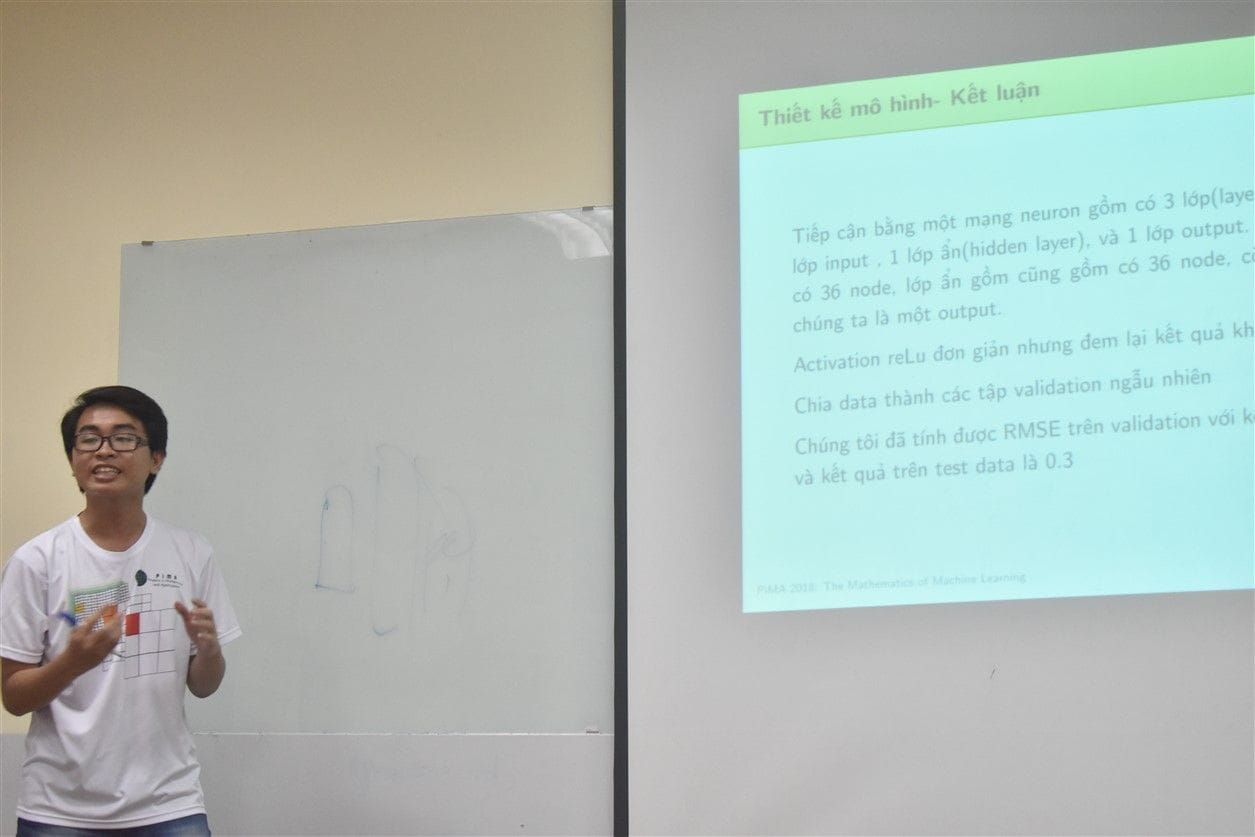 Thiết kế mô hình- Kết luận
Tiếp cận bằng một mạng neuron gồm có 3 lớp(laye
lớp input , 1 lớp ẩn(hidden layer), và 1 lớp output.
có 36 node, lớp ẩn gồm cũng gồm có 36 node, cò
chúng ta là một output.
Activation reLu đơn giản nhưng đem lại kết quả kh
Chia data thành các tập validation ngẫu nhiên
Chúng tôi đã tính được RMSE trên validation với k
và kết quả trên test data là 0.3
PiMA 2018: The Mathematics of Machine Learning
PIMA